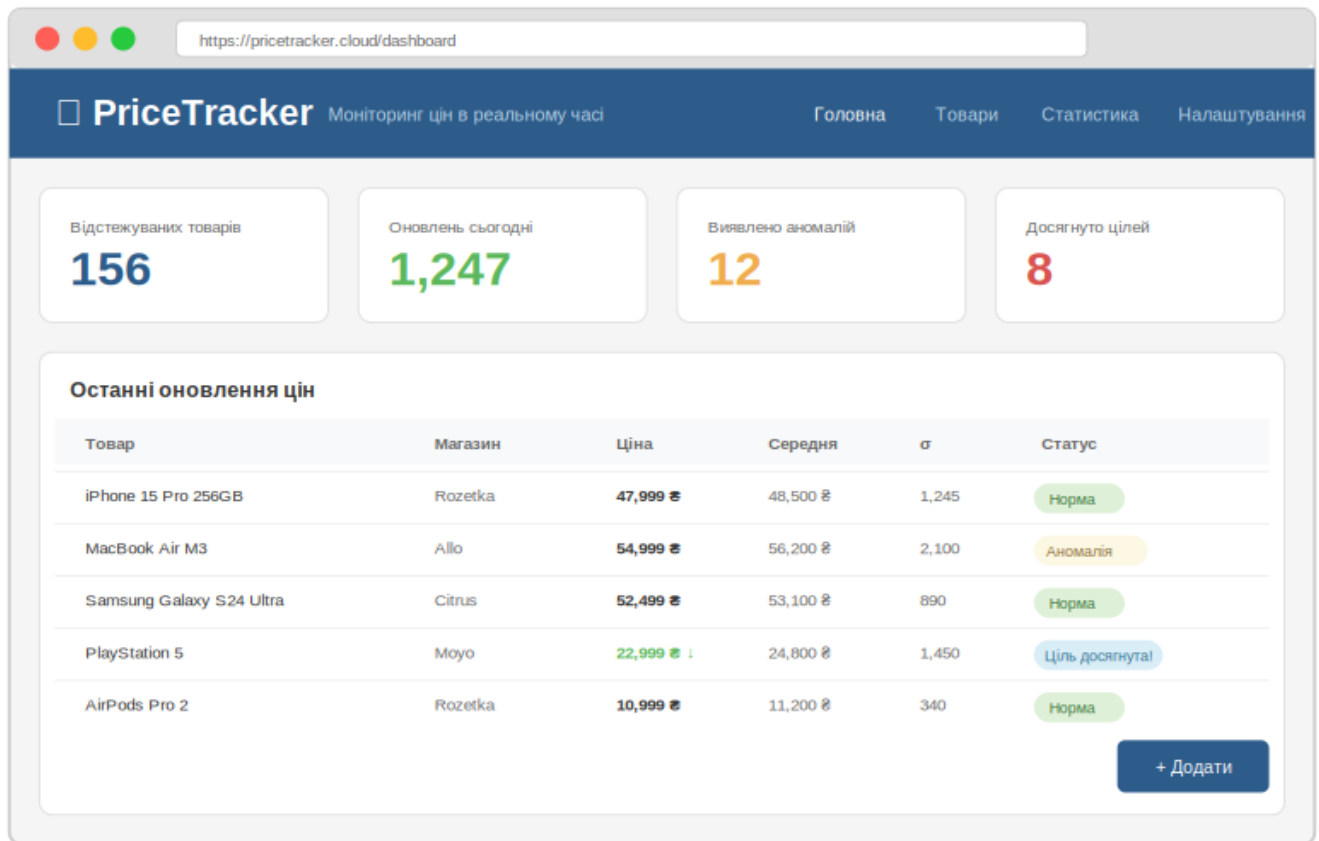 https://pricetracker.cloud/dashboard
PriceTracker Моніторинг цін в реальному часі Головна Товари Статистика Налаштування
Відстежуваних товарів Оновлень сьогодні Виявлено аномалій Досягнуто цілей
156 1,247 12 8
Останні оновлення цін
Товар Магазин Ціна Середня σ Статус
iPhone 15 Pro 256GB Rozetka 47,999 ₴ 48,500 ₴ 1,245 Норма
MacBook Air M3 Allo 54,999 ₴ 56,200 ₴ 2,100 Аномалія
Samsung Galaxy S24 Ultra Citrus 52,499 ₴ 53,100 ₴ 890 Норма
PlayStation 5 Moyo 22,999 ₴ ↓ 24,800 ₴ 1,450 Ціль досягнута!
AirPods Pro 2 Rozetka 10,999 ₴ 11,200 ₴ 340 Норма
+ Додати